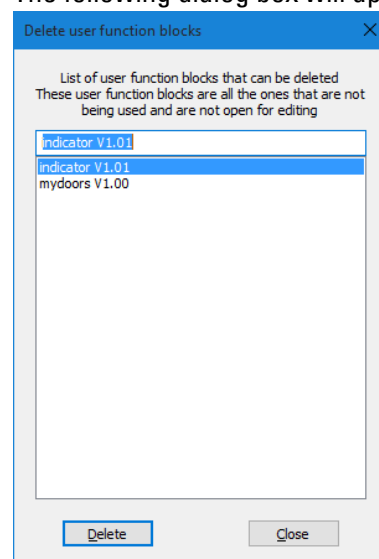 The following dialog box will
Delete user function blocks
List of user function blocks that can be deleted
These user function blocks are all the ones that are not
being used and are not open for editing
indicator V1.01
indicator V1.01
mydoors V1.00
Delete
Close